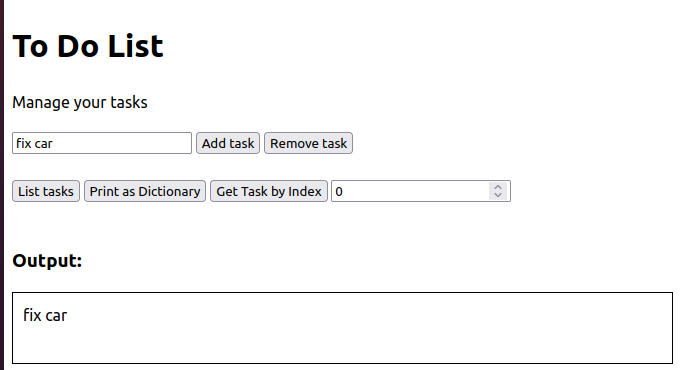 To Do List
Manage your tasks
fix car Add task Remove task
List tasks Print as Dictionary Get Task by Index 0
Output:
fix car